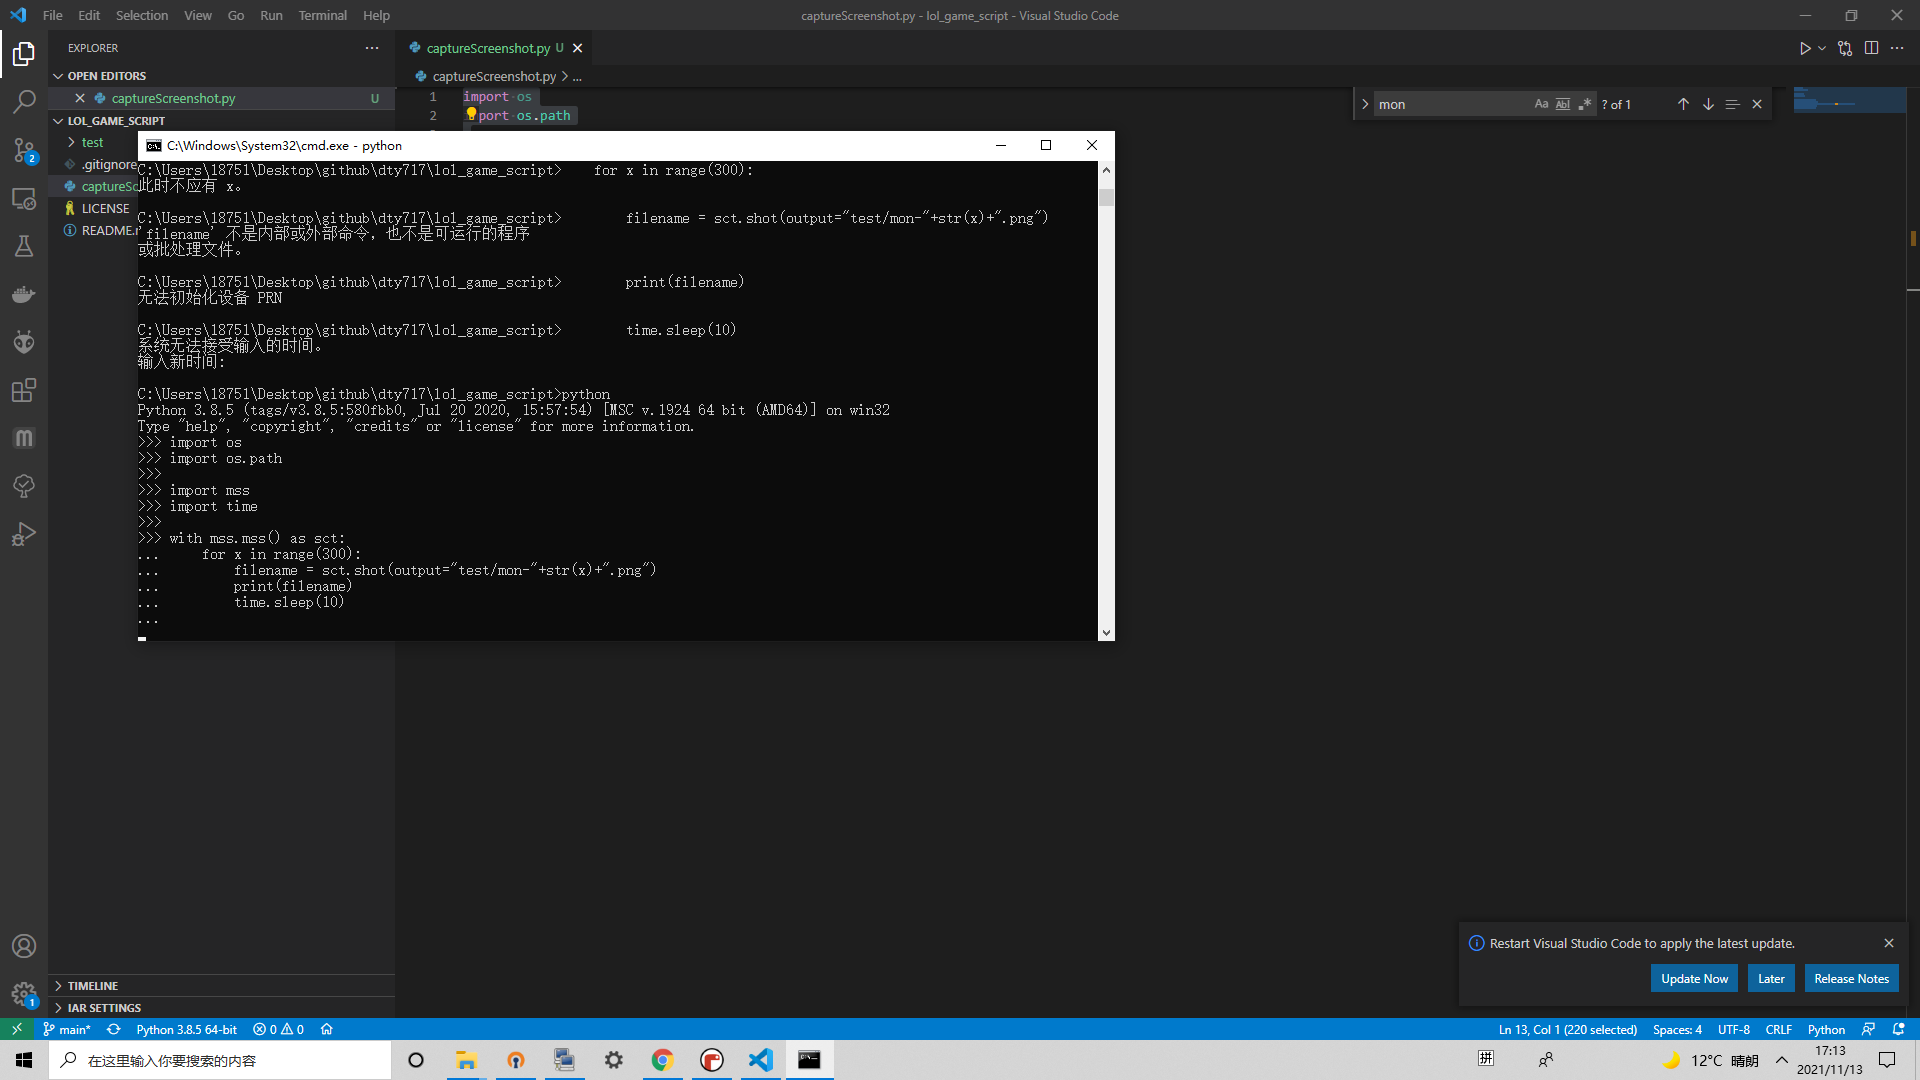 File Edit Selection View Go Run Terminal Help
captureScreenshot.py - lol_game_script - Visual Studio Code
EXPLORER
OPEN EDITORS
captureScreenshot.py U
LOL_GAME_SCRIPT
test
.gitignore
captureSc
LICENSE
README.
TIMELINE
IAR SETTINGS
captureScreenshot.py U
captureScreenshot.py > ...
1 import os
2 port os.path
mon
Aa Abl .* ? of 1
C:\Windows\System32\cmd.exe - python
C:\Users\18751\Desktop\github\dty717\lol_game_script>    for x in range(300):
此时不应有 x。
C:\Users\18751\Desktop\github\dty717\lol_game_script>        filename = sct.shot(output="test/mon-"+str(x)+".png")
'filename' 不是内部或外部命令，也不是可运行的程序
或批处理文件。
C:\Users\18751\Desktop\github\dty717\lol_game_script>        print(filename)
无法初始化设备 PRN
C:\Users\18751\Desktop\github\dty717\lol_game_script>        time.sleep(10)
系统无法接受输入的时间。
输入新时间:
C:\Users\18751\Desktop\github\dty717\lol_game_script>python
Python 3.8.5 (tags/v3.8.5:580fbb0, Jul 20 2020, 15:57:54) [MSC v.1924 64 bit (AMD64)] on win32
Type "help", "copyright", "credits" or "license" for more information.
>>> import os
>>> import os.path
>>>
>>> import mss
>>> import time
>>>
>>> with mss.mss() as sct:
...     for x in range(300):
...         filename = sct.shot(output="test/mon-"+str(x)+".png")
...         print(filename)
...         time.sleep(10)
...
Restart Visual Studio Code to apply the latest update.
Update Now Later Release Notes
main* Python 3.8.5 64-bit 0 0
Ln 13, Col 1 (220 selected) Spaces: 4 UTF-8 CRLF Python
在这里输入你要搜索的内容
拼
12°C 晴朗
17:13
2021/11/13